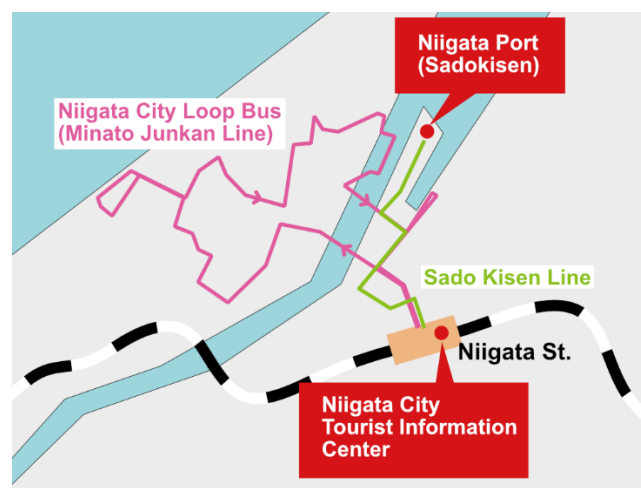 Niigata Port
(Sadokisen)
Niigata City Loop Bus
(Minato Junkan Line)
Sado Kisen Line
Niigata St.
Niigata City
Tourist Information
Center